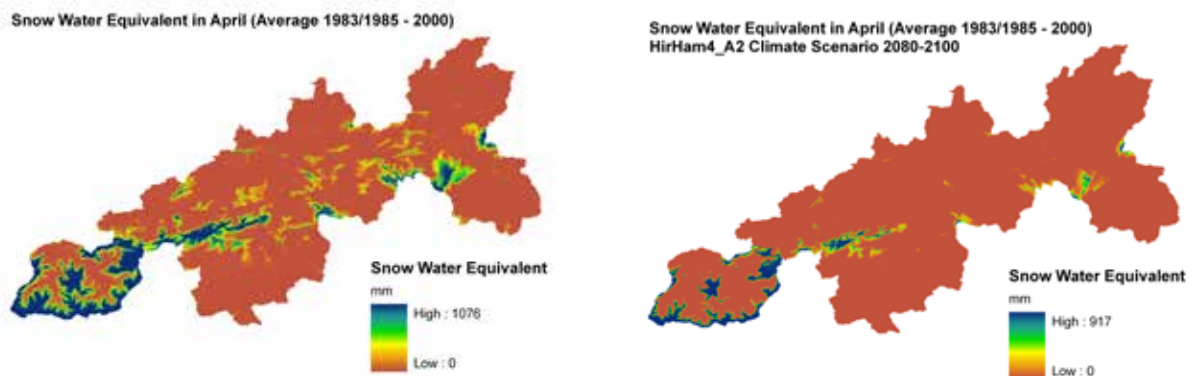 Snow Water Equivalent in April (Average 1983/1985 - 2000)
Snow Water Equivalent
mm
High : 1076
Low : 0
Snow Water Equivalent in April (Average 1983/1985 - 2000)
HirHam4_A2 Climate Scenario 2080-2100
Snow Water Equivalent
mm
High : 917
Low : 0